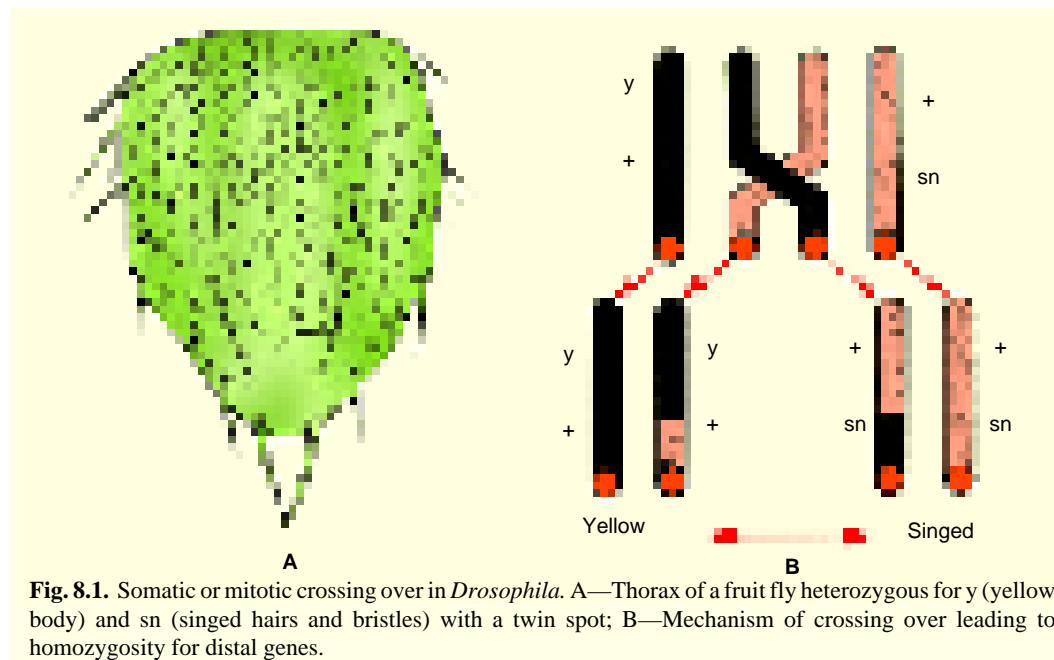 y
+
+
sn
y
+
y
+
+
sn
+
sn
Yellow
Singed
A
B
Fig. 8.1. Somatic or mitotic crossing over in Drosophila. A—Thorax of a fruit fly heterozygous for y (yellow
body) and sn (singed hairs and bristles) with a twin spot; B—Mechanism of crossing over leading to
homozygosity for distal genes.